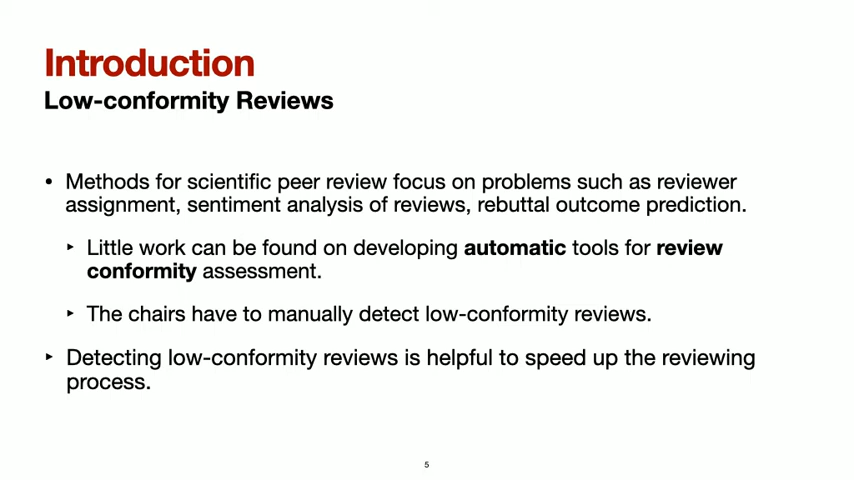 Introduction
Low-conformity Reviews
• Methods for scientific peer review focus on problems such as reviewer
assignment, sentiment analysis of reviews, rebuttal outcome prediction.
‣ Little work can be found on developing automatic tools for review
conformity assessment.
‣ The chairs have to manually detect low-conformity reviews.
‣ Detecting low-conformity reviews is helpful to speed up the reviewing
process.
5